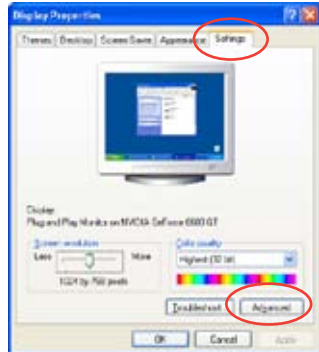 Display Properties
Themes Desktop Screen Saver Appearance Settings
Display:
Plug and Play Monitor on NVIDIA GeForce 6600 GT
Screen resolution
Less More
1024 by 768 pixels
Color quality
Highest (32 bit)
Troubleshoot... Advanced
OK Cancel Apply